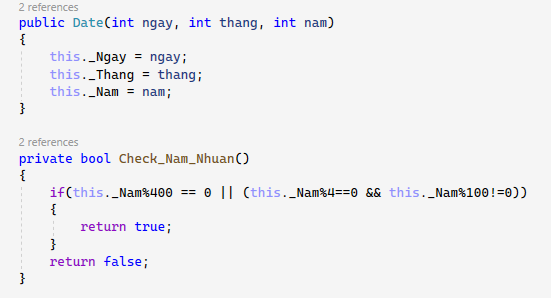 2 references
public Date(int ngay, int thang, int nam)
{
this._Ngay = ngay;
this._Thang = thang;
this._Nam = nam;
}
2 references
private bool Check_Nam_Nhuan()
{
if(this._Nam%400 == 0 || (this._Nam%4==0 && this._Nam%100!=0))
{
return true;
}
return false;
}